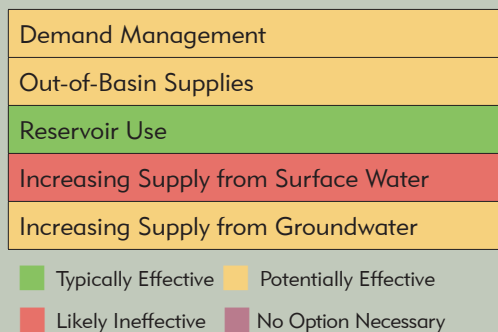 Demand Management
Out-of-Basin Supplies
Reservoir Use
Increasing Supply from Surface Water
Increasing Supply from Groundwater
Typically Effective Potentially Effective
Likely Ineffective No Option Necessary